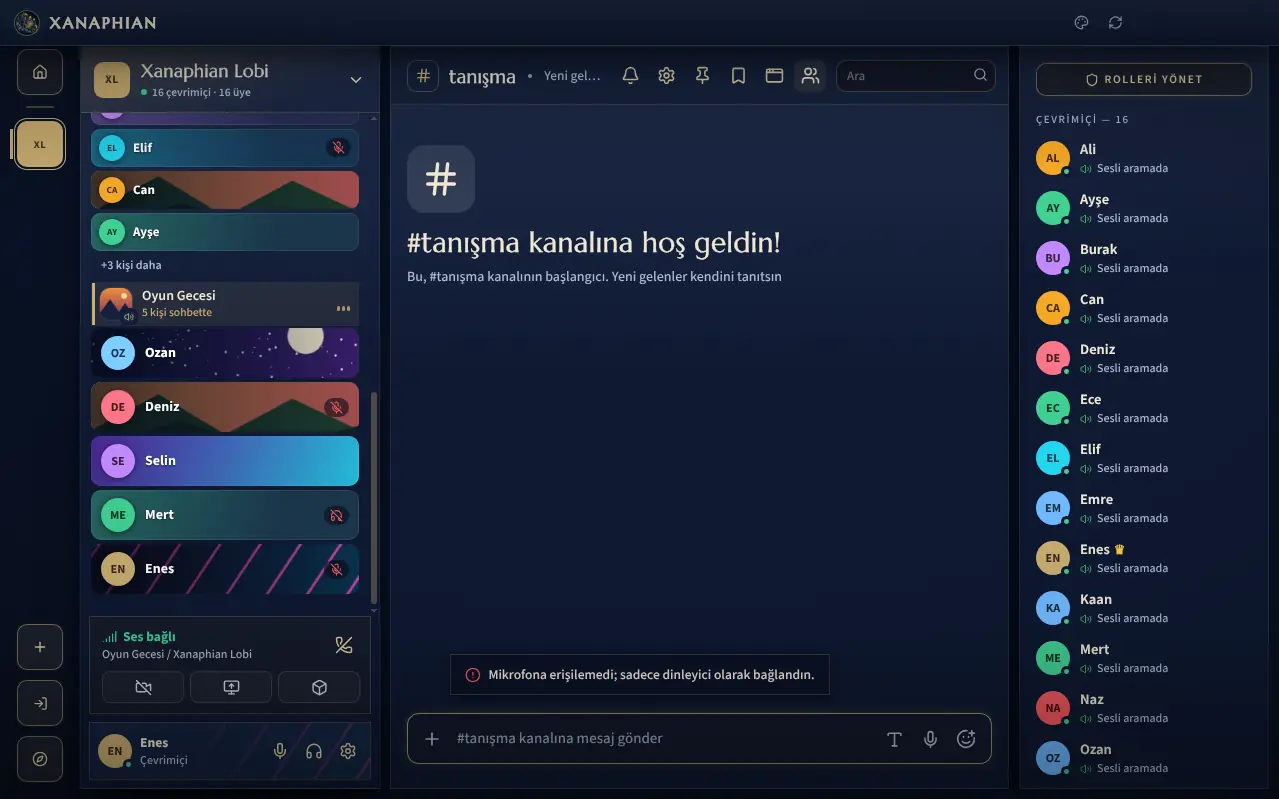 XANAPHIAN
XL
Xanaphian Lobi
16 çevrimiçi · 16 üye
XL
EL Elif
CA Can
AY Ayşe
+3 kişi daha
Oyun Gecesi
5 kişi sohbette
OZ Ozan
DE Deniz
SE Selin
ME Mert
EN Enes
Ses bağlı
Oyun Gecesi / Xanaphian Lobi
EN Enes
Çevrimiçi
# tanışma • Yeni gel...
Ara
#
#tanışma kanalına hoş geldin!
Bu, #tanışma kanalının başlangıcı. Yeni gelenler kendini tanıtsın
Mikrofona erişilemedi; sadece dinleyici olarak bağlandın.
#tanışma kanalına mesaj gönder
ROLLERİ YÖNET
ÇEVRİMİÇİ — 16
AL Ali
Sesli aramada
AY Ayşe
Sesli aramada
BU Burak
Sesli aramada
CA Can
Sesli aramada
DE Deniz
Sesli aramada
EC Ece
Sesli aramada
EL Elif
Sesli aramada
EM Emre
Sesli aramada
EN Enes
Sesli aramada
KA Kaan
Sesli aramada
ME Mert
Sesli aramada
NA Naz
Sesli aramada
OZ Ozan
Sesli aramada